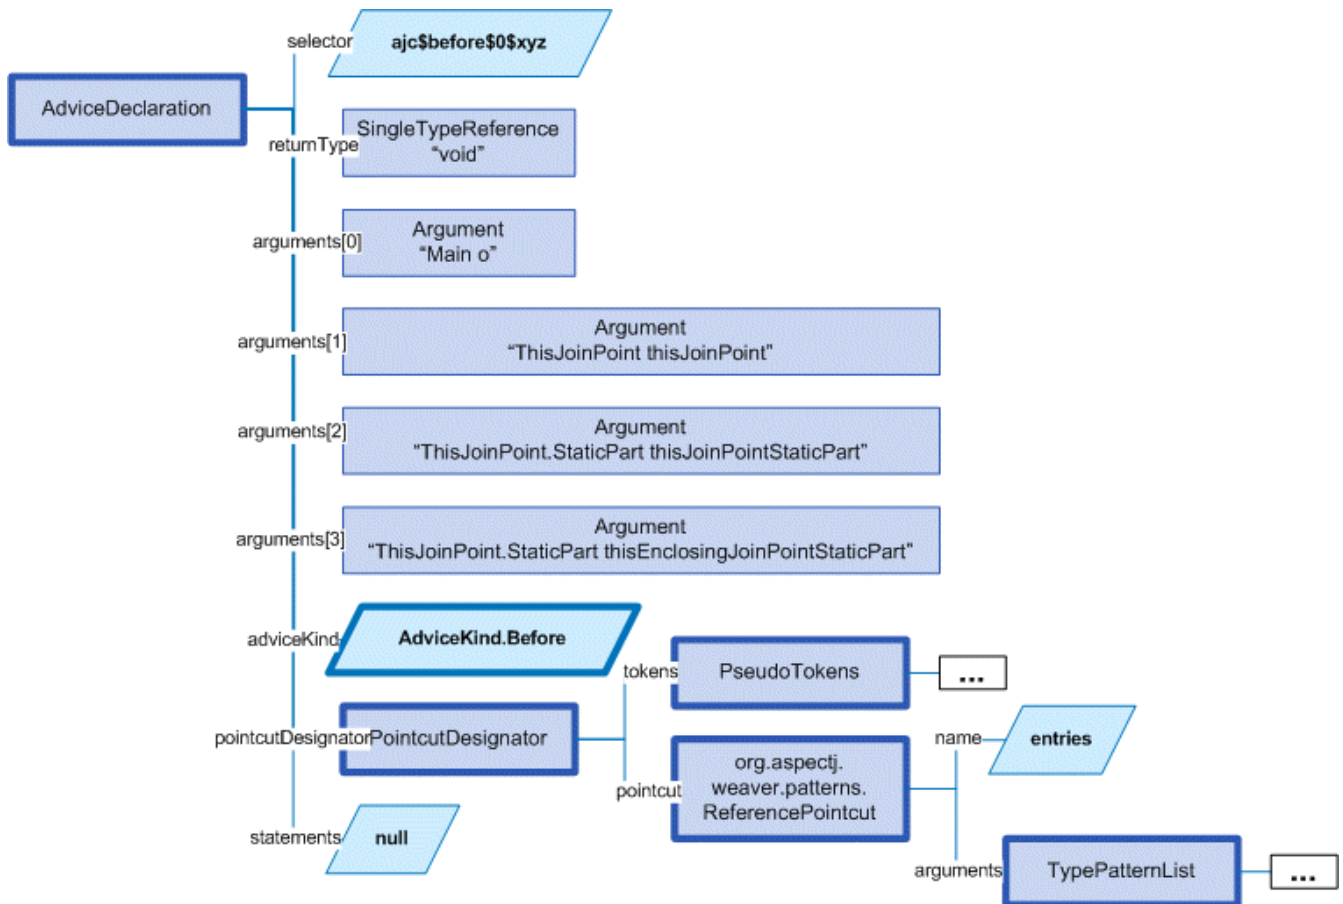 selector
ajc$before$0$xyz
AdviceDeclaration
returnType
SingleTypeReference
“void”
arguments[0]
Argument
“Main o”
arguments[1]
Argument
“ThisJoinPoint thisJoinPoint”
arguments[2]
Argument
“ThisJoinPoint.StaticPart thisJoinPointStaticPart”
arguments[3]
Argument
“ThisJoinPoint.StaticPart thisEnclosingJoinPointStaticPart”
adviceKind
AdviceKind.Before
tokens
PseudoTokens
...
pointcutDesignator
PointcutDesignator
name
entries
pointcut
org.aspectj.
weaver.patterns.
ReferencePointcut
statements
null
arguments
TypePatternList
...